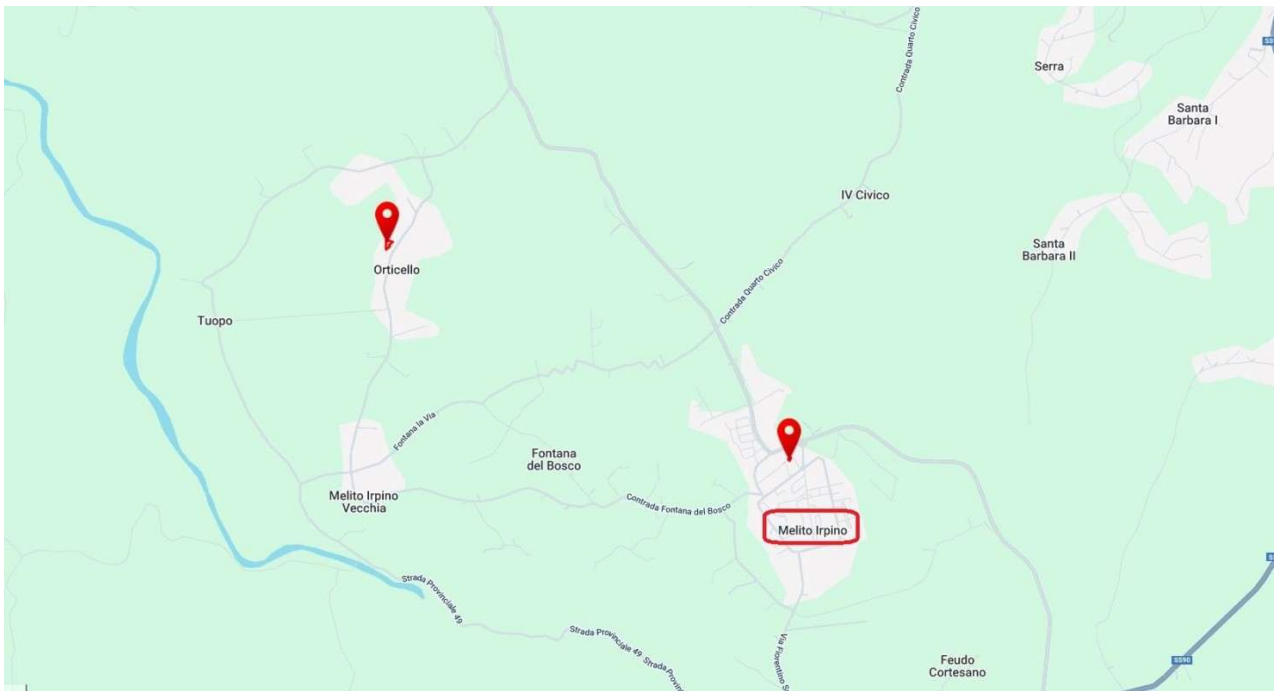 Contrada Quarto Civico
Serra
Santa
Barbara I
IV Civico
Santa
Barbara II
Orticello
Contrada Quarto Civico
Tuopo
Fontana la Via
Fontana
del Bosco
Melito Irpino
Vecchia
Contrada Fontana del Bosco
Melito Irpino
Strada Provinciale 49
Strada Provinciale 49
Strada
Via Fiorentino
Feudo
Cortesano
SS90